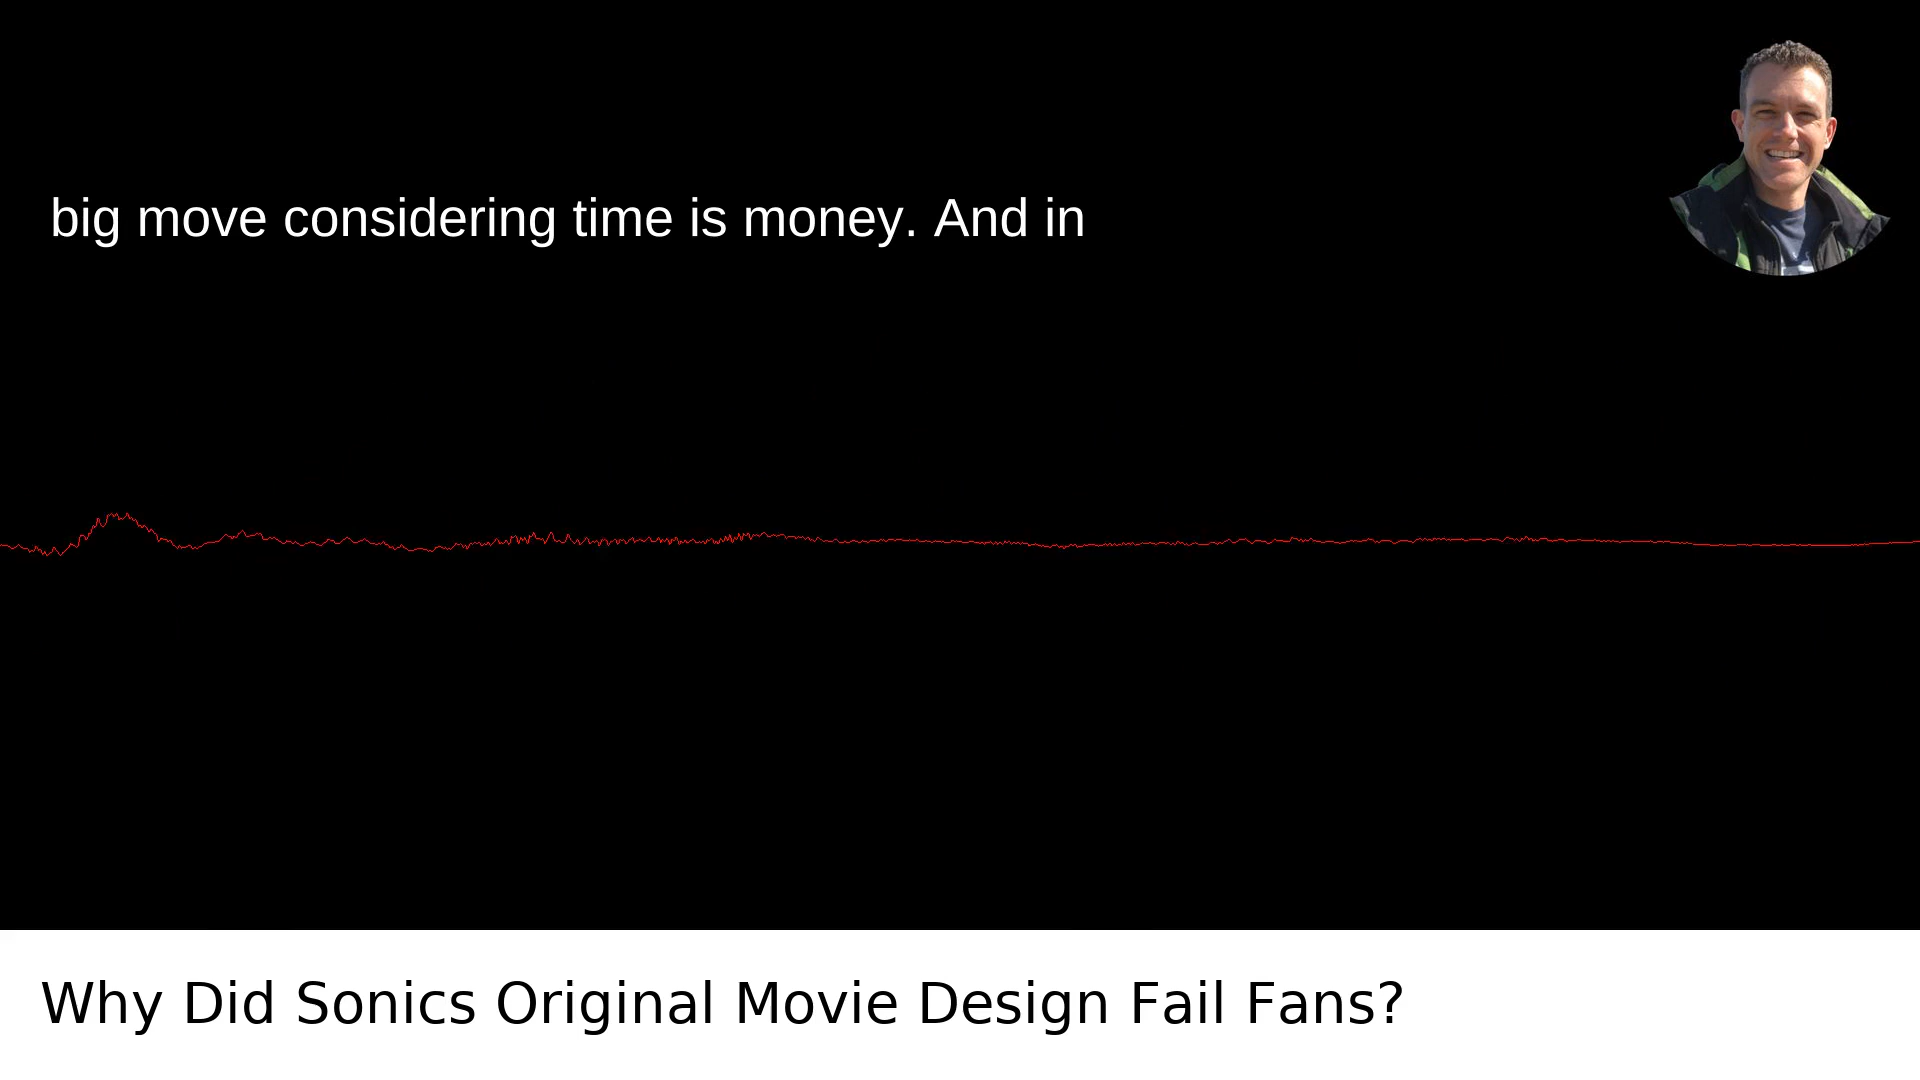 big move considering time is money. And in
Why Did Sonics Original Movie Design Fail Fans?